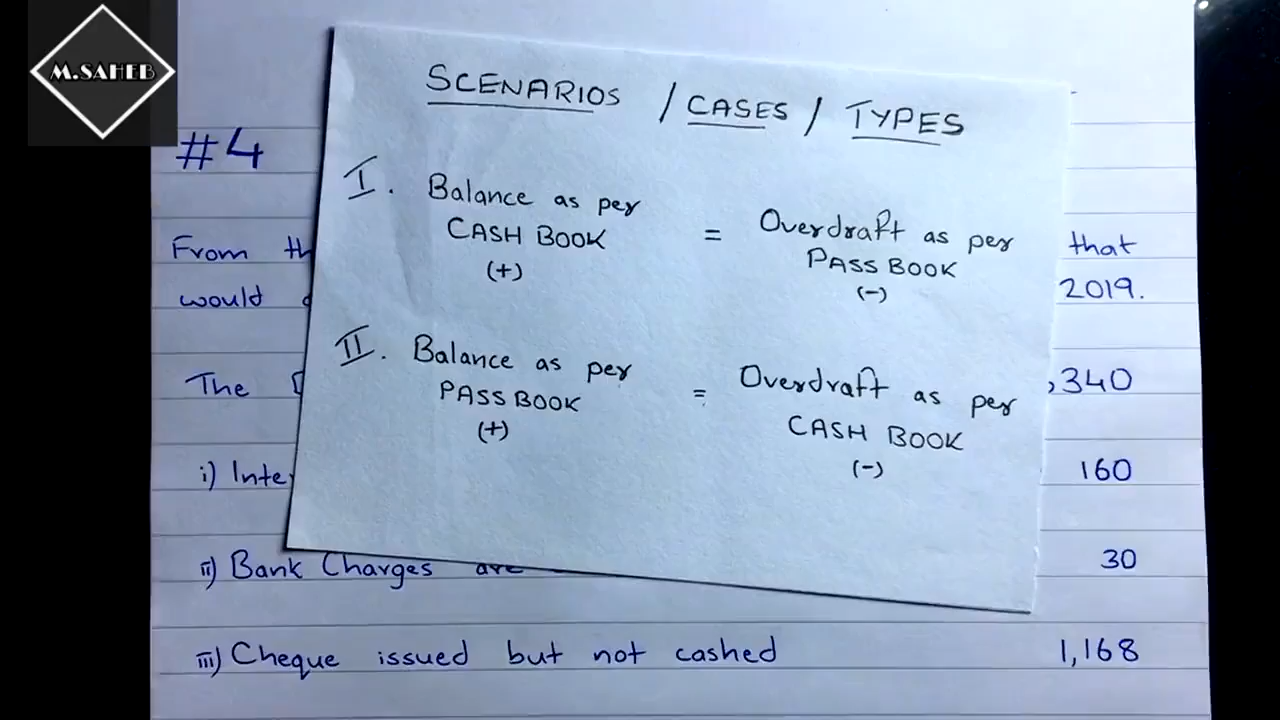 M.SAHEB
SCENARIOS / CASES / TYPES
I. Balance as per CASH BOOK (+) = Overdraft as per PASS BOOK (-)
II. Balance as per PASS BOOK (+) = Overdraft as per CASH BOOK (-)
#4
From that
would 2019.
The ,340
i) 160
ii) Bank Charges are 30
iii) Cheque issued but not cashed 1,168